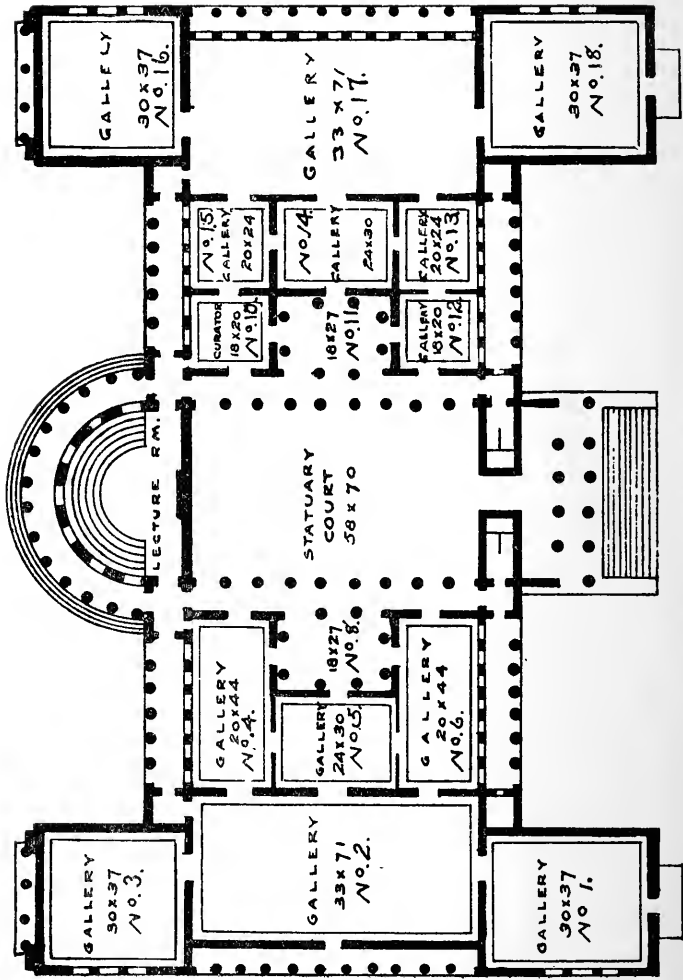 GALLELY
30x37
No.16.
GALLERY
33x71
No.17.
GALLERY
30x37
No.18.
No.15.
GALLERY
20x24
No.14.
GALLERY
24x30
GALLERY
20x24
No.13.
CURATOR
18x20
No.10.
18x27
No.11.
GALLERY
18x20
No.12.
LECTURE RM.
STATUARY
COURT
58x70
GALLERY
20x44
No.4.
18x27
No.8.
GALLERY
24x30
No.5.
GALLERY
20x44
No.6.
GALLERY
30x37
No.3.
GALLERY
33x71
No.2.
GALLERY
30x37
No.1.